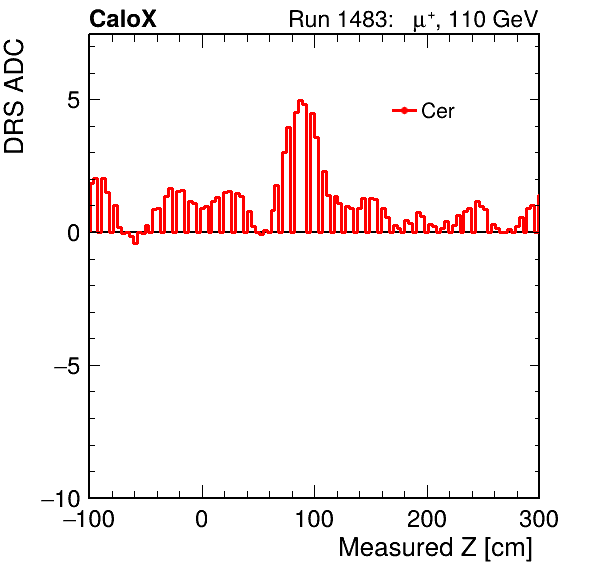 CaloX Run 1483: μ⁺, 110 GeV
DRS ADC
Cer
5
0
−5
−10
−100 0 100 200 300
Measured Z [cm]